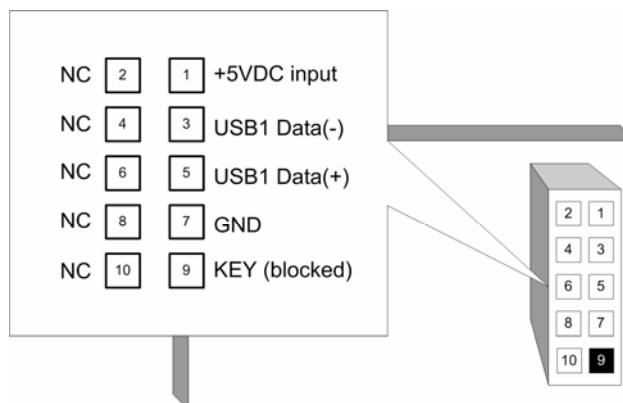 NC 2 1 +5VDC input
NC 4 3 USB1 Data(-)
NC 6 5 USB1 Data(+)
NC 8 7 GND
NC 10 9 KEY (blocked)
2 1
4 3
6 5
8 7
10 9